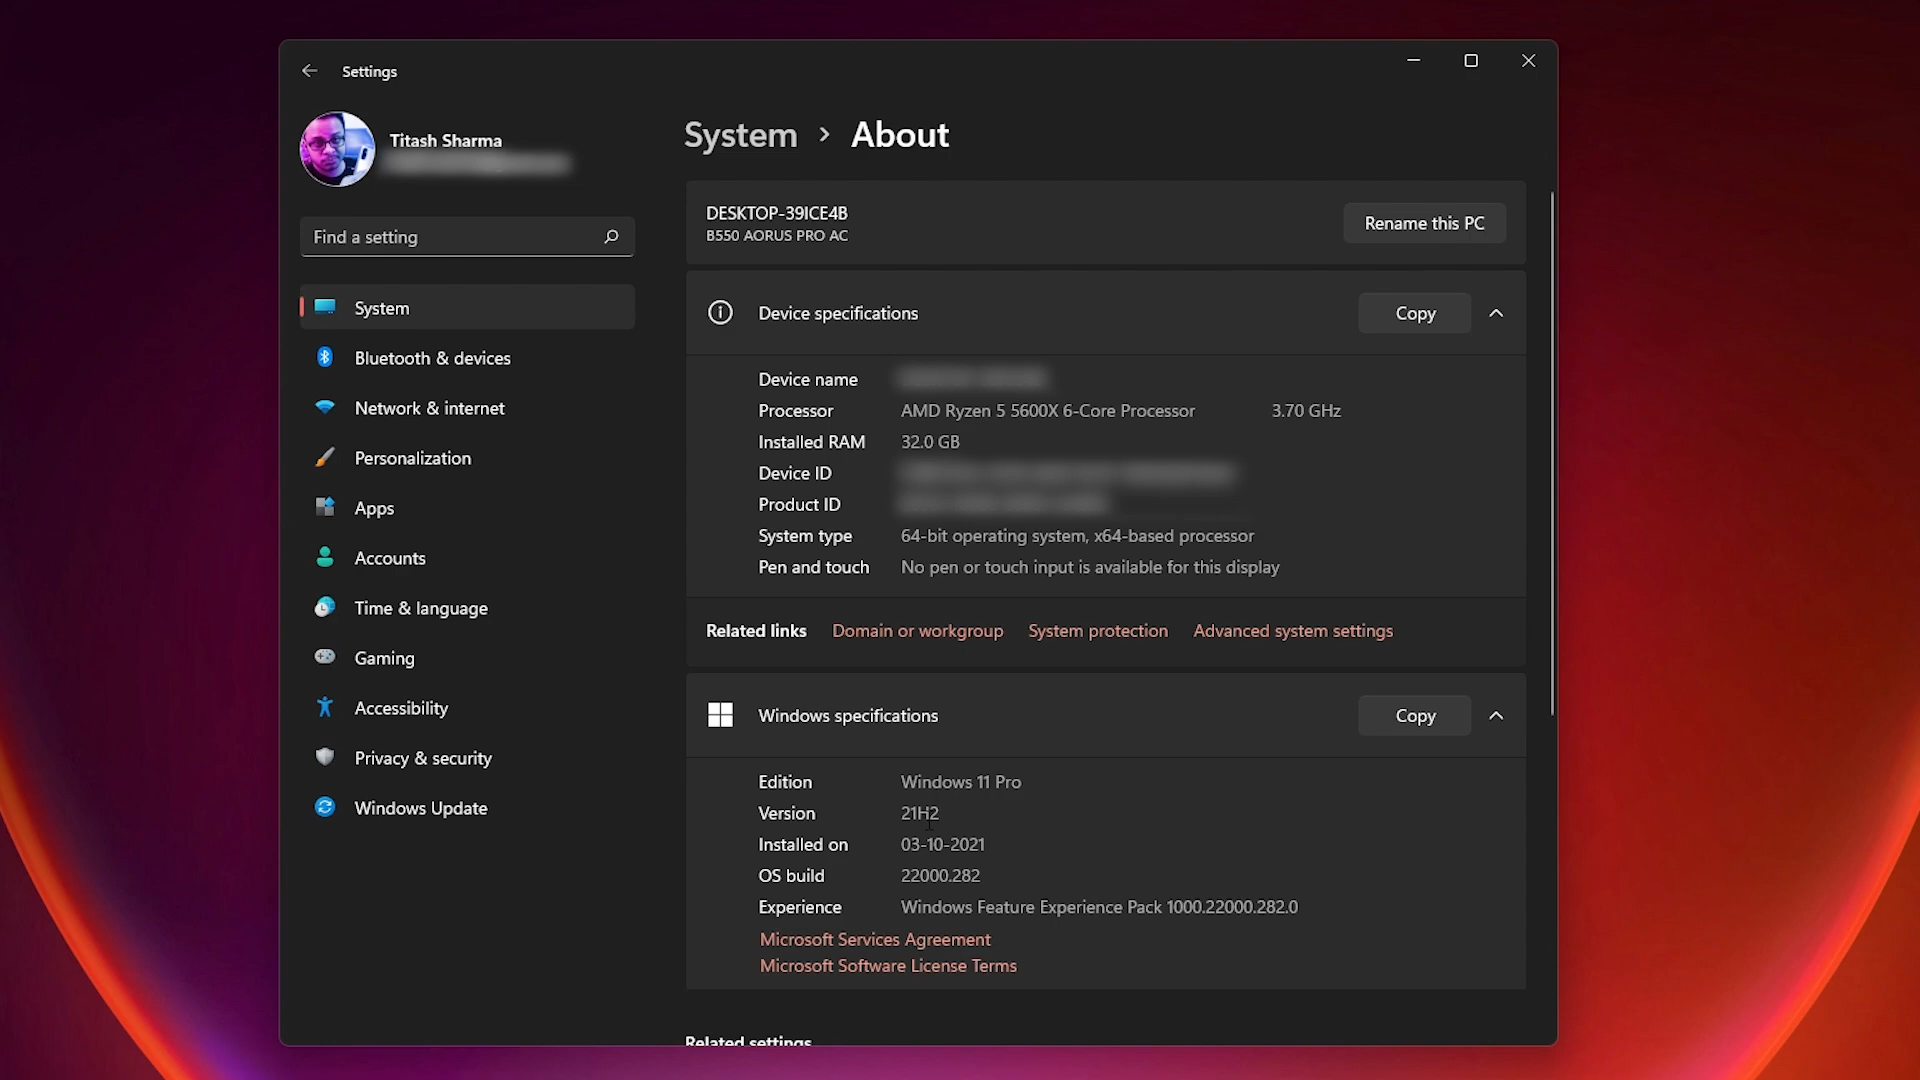 Settings
Titash Sharma
Find a setting
System
Bluetooth & devices
Network & internet
Personalization
Apps
Accounts
Time & language
Gaming
Accessibility
Privacy & security
Windows Update
System > About
DESKTOP-39ICE4B
B550 AORUS PRO AC
Rename this PC
Device specifications Copy
Device name
Processor AMD Ryzen 5 5600X 6-Core Processor 3.70 GHz
Installed RAM 32.0 GB
Device ID
Product ID
System type 64-bit operating system, x64-based processor
Pen and touch No pen or touch input is available for this display
Related links Domain or workgroup System protection Advanced system settings
Windows specifications Copy
Edition Windows 11 Pro
Version 21H2
Installed on 03-10-2021
OS build 22000.282
Experience Windows Feature Experience Pack 1000.22000.282.0
Microsoft Services Agreement
Microsoft Software License Terms
Related settings